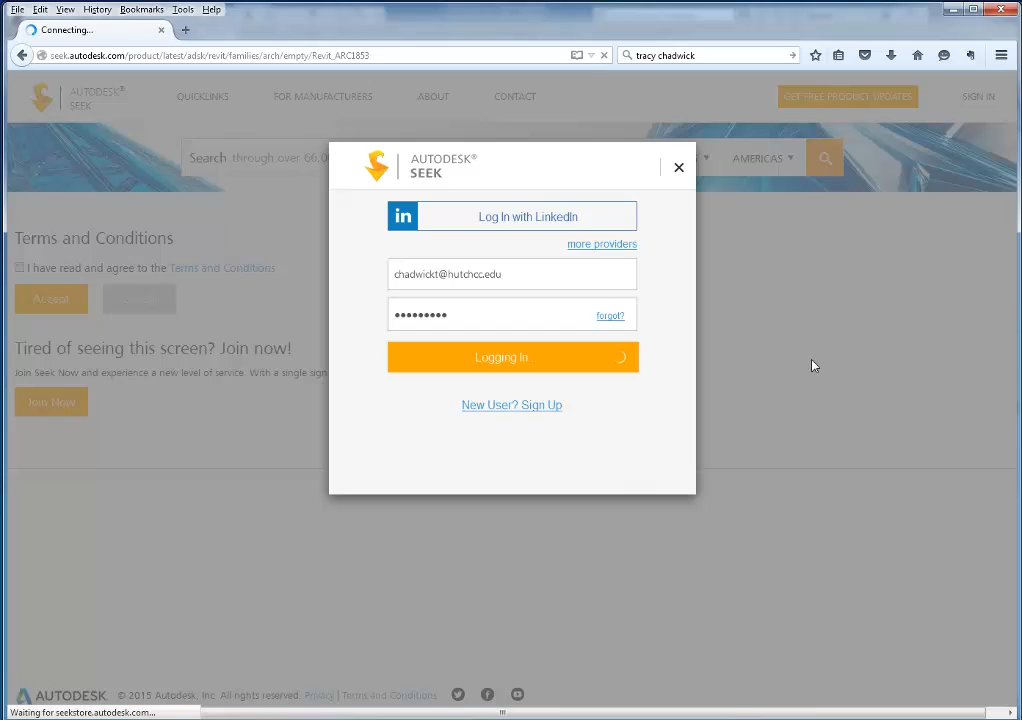 File Edit View History Bookmarks Tools Help
Connecting...
seek.autodesk.com/product/latest/adsk/revit/families/arch/empty/Revit_ARC1853
tracy chadwick
AUTODESK®
SEEK
QUICKLINKS
FOR MANUFACTURERS
ABOUT
CONTACT
GET FREE PRODUCT UPDATES
SIGN IN
Search through over 66,0
AMERICAS
AUTODESK®
SEEK
in Log In with LinkedIn
more providers
chadwickt@hutchcc.edu
forgot?
Logging In
New User? Sign Up
Terms and Conditions
I have read and agree to the Terms and Conditions
Accept
Tired of seeing this screen? Join now!
Join Seek Now and experience a new level of service. With a single sign
Join Now
AUTODESK. © 2015 Autodesk, Inc. All rights reserved. Privacy | Terms and Conditions
Waiting for seekstore.autodesk.com...